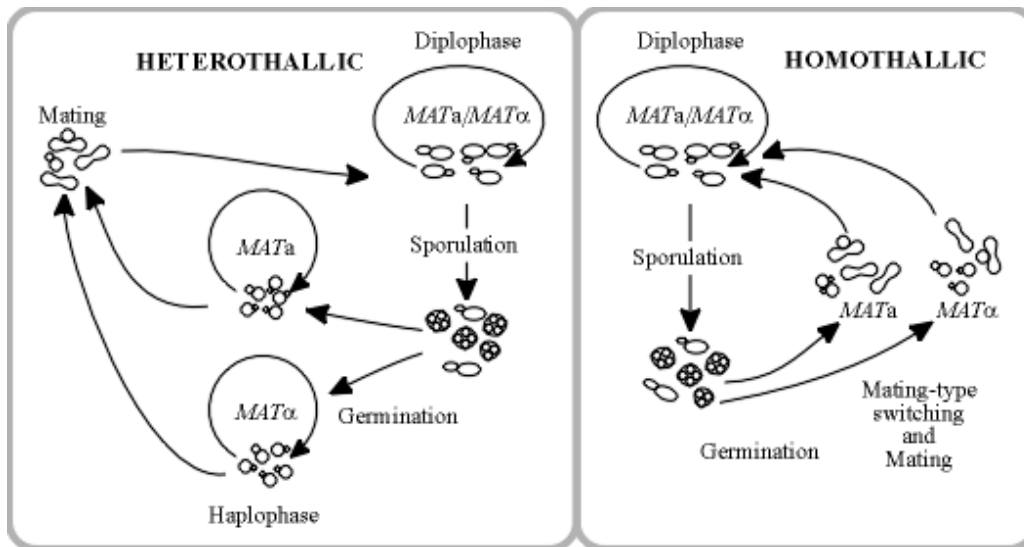 HETEROTHALLIC
Diplophase
MATa/MATα
Mating
MATa
Sporulation
MATα
Germination
Haplophase
Diplophase
HOMOTHALLIC
MATa/MATα
Sporulation
MATa
MATα
Mating-type
switching
and
Mating
Germination